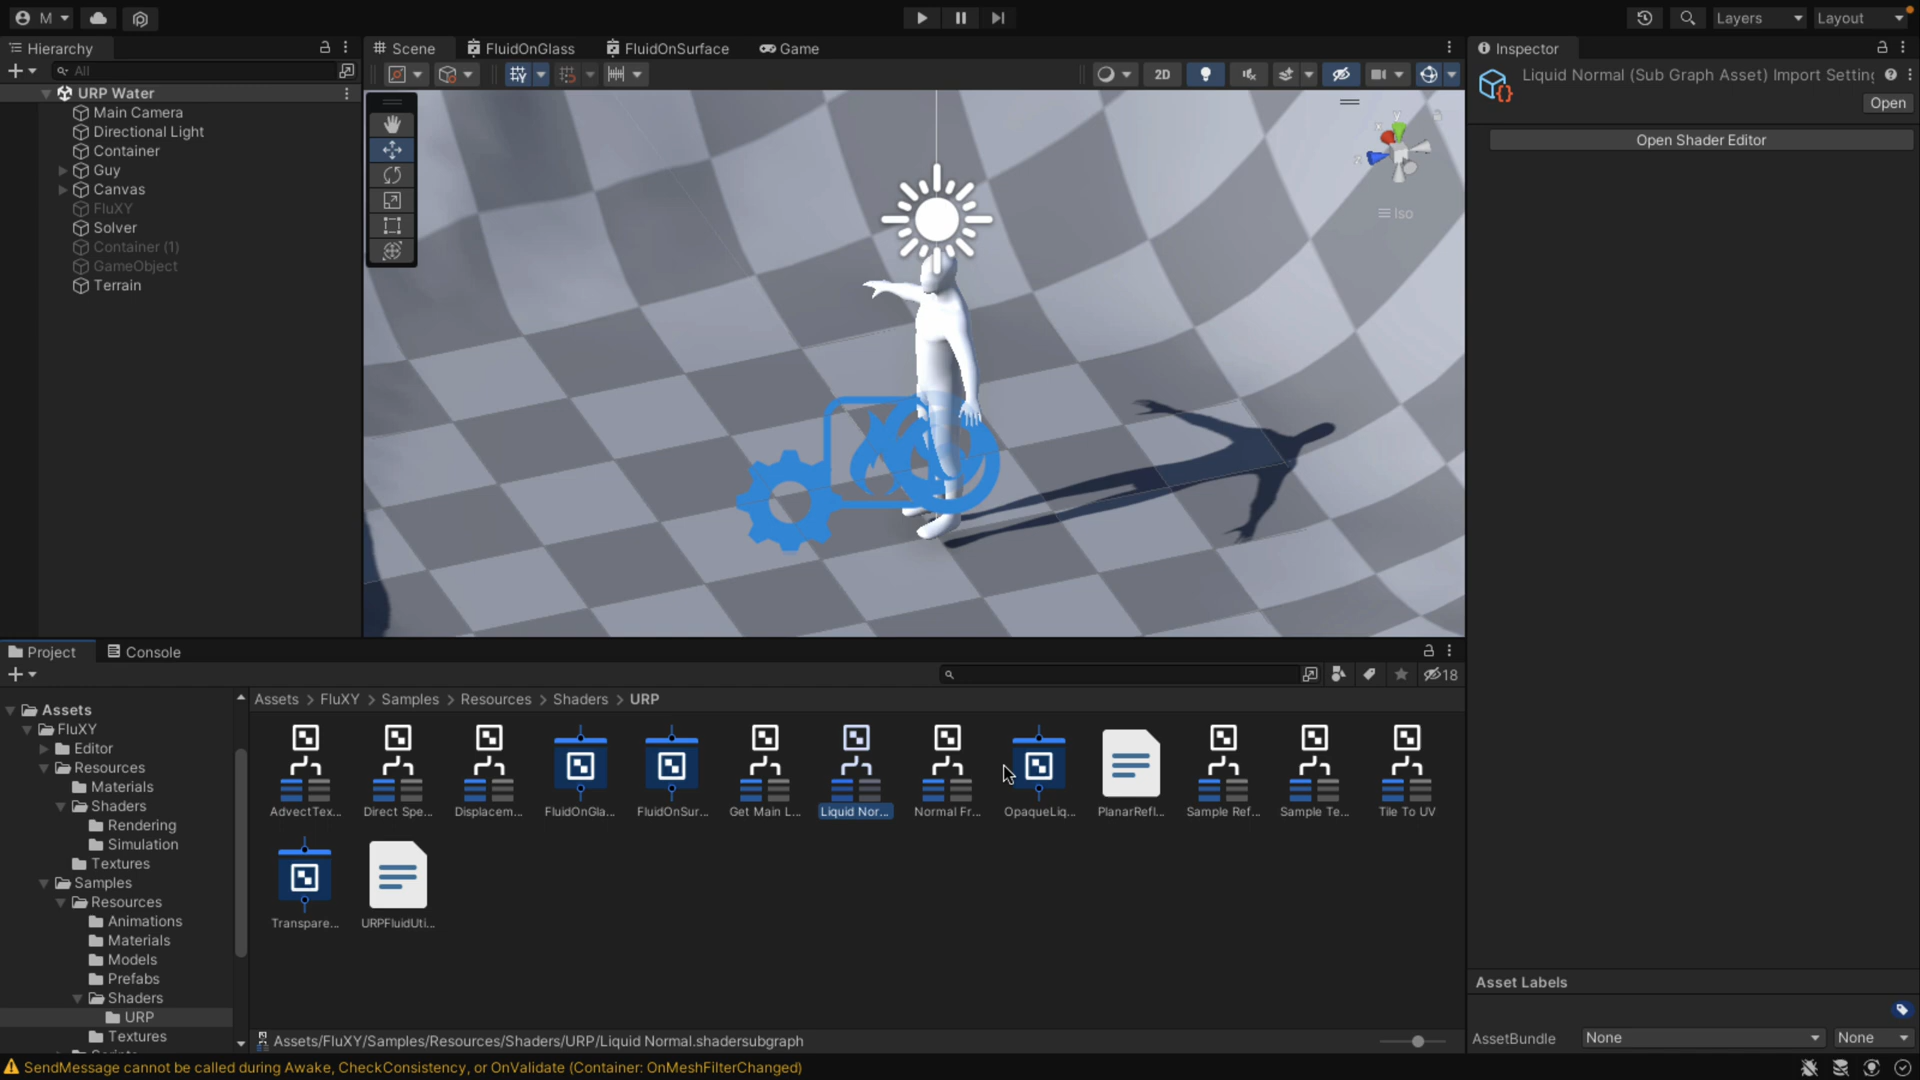 M
Layers
Layout
Hierarchy
Scene
FluidOnGlass
FluidOnSurface
Game
Inspector
All
2D
Liquid Normal (Sub Graph Asset) Import Setting
Open
Open Shader Editor
URP Water
Main Camera
Directional Light
Container
Guy
Canvas
FluXY
Solver
Container (1)
GameObject
Terrain
y
x
z
Iso
Project
Console
18
Assets
FluXY
Editor
Resources
Materials
Shaders
Rendering
Simulation
Textures
Samples
Resources
Animations
Materials
Models
Prefabs
Shaders
URP
Textures
Assets > FluXY > Samples > Resources > Shaders > URP
AdvectTex...
Direct Spe...
Displacem...
FluidOnGla...
FluidOnSur...
Get Main L...
Liquid Nor...
Normal Fr...
OpaqueLiq...
PlanarRefl...
Sample Ref...
Sample Te...
Tile To UV
Transpare...
URPFluidUti...
Assets/FluXY/Samples/Resources/Shaders/URP/Liquid Normal.shadersubgraph
Asset Labels
AssetBundle
None
None
SendMessage cannot be called during Awake, CheckConsistency, or OnValidate (Container: OnMeshFilterChanged)